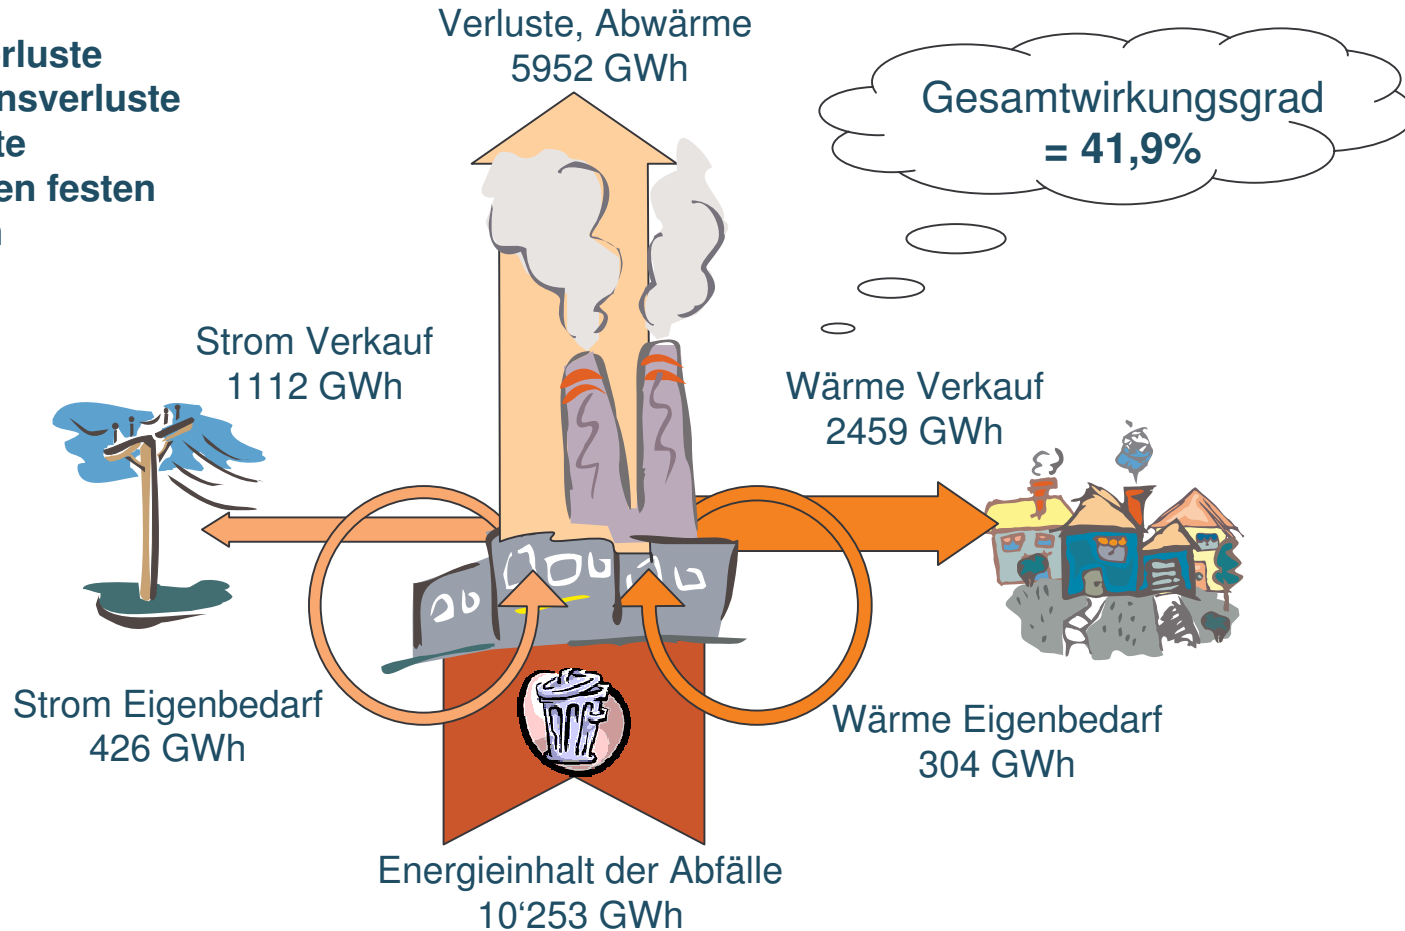 Verluste, Abwärme
5952 GWh
rluste
nsverluste
te
en festen
n
Gesamtwirkungsgrad
= 41,9%
Strom Verkauf
1112 GWh
Wärme Verkauf
2459 GWh
Strom Eigenbedarf
426 GWh
Wärme Eigenbedarf
304 GWh
Energieinhalt der Abfälle
10‘253 GWh